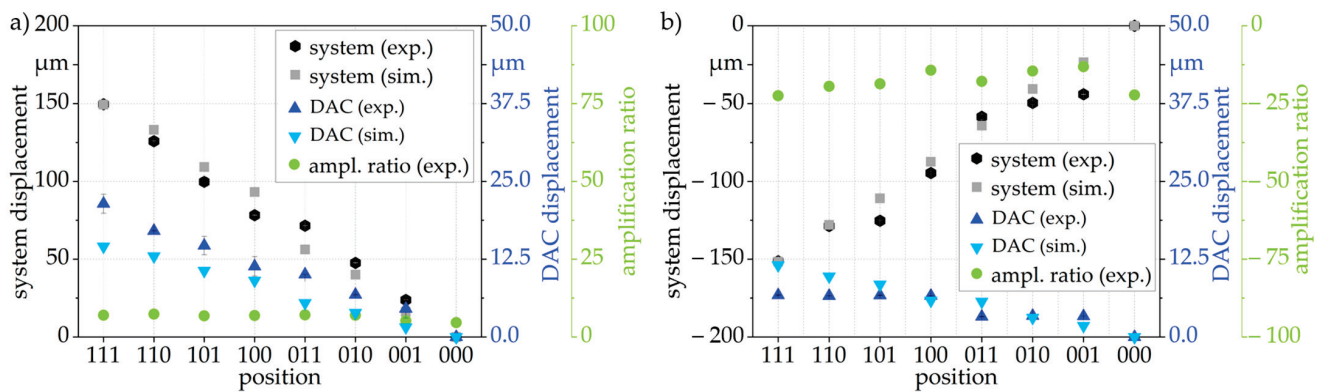 a)
200
150
100
50
0
µm
system displacement
system (exp.)
system (sim.)
DAC (exp.)
DAC (sim.)
ampl. ratio (exp.)
50.0
µm
37.5
25.0
12.5
0.0
DAC displacement
100
75
50
25
0
amplification ratio
111 110 101 100 011 010 001 000
position
b)
0
µm
−50
−100
−150
−200
system displacement
system (exp.)
system (sim.)
DAC (exp.)
DAC (sim.)
ampl. ratio (exp.)
50.0
µm
37.5
25.0
12.5
0.0
DAC displacement
0
−25
−50
−75
−100
amplification ratio
111 110 101 100 011 010 001 000
position